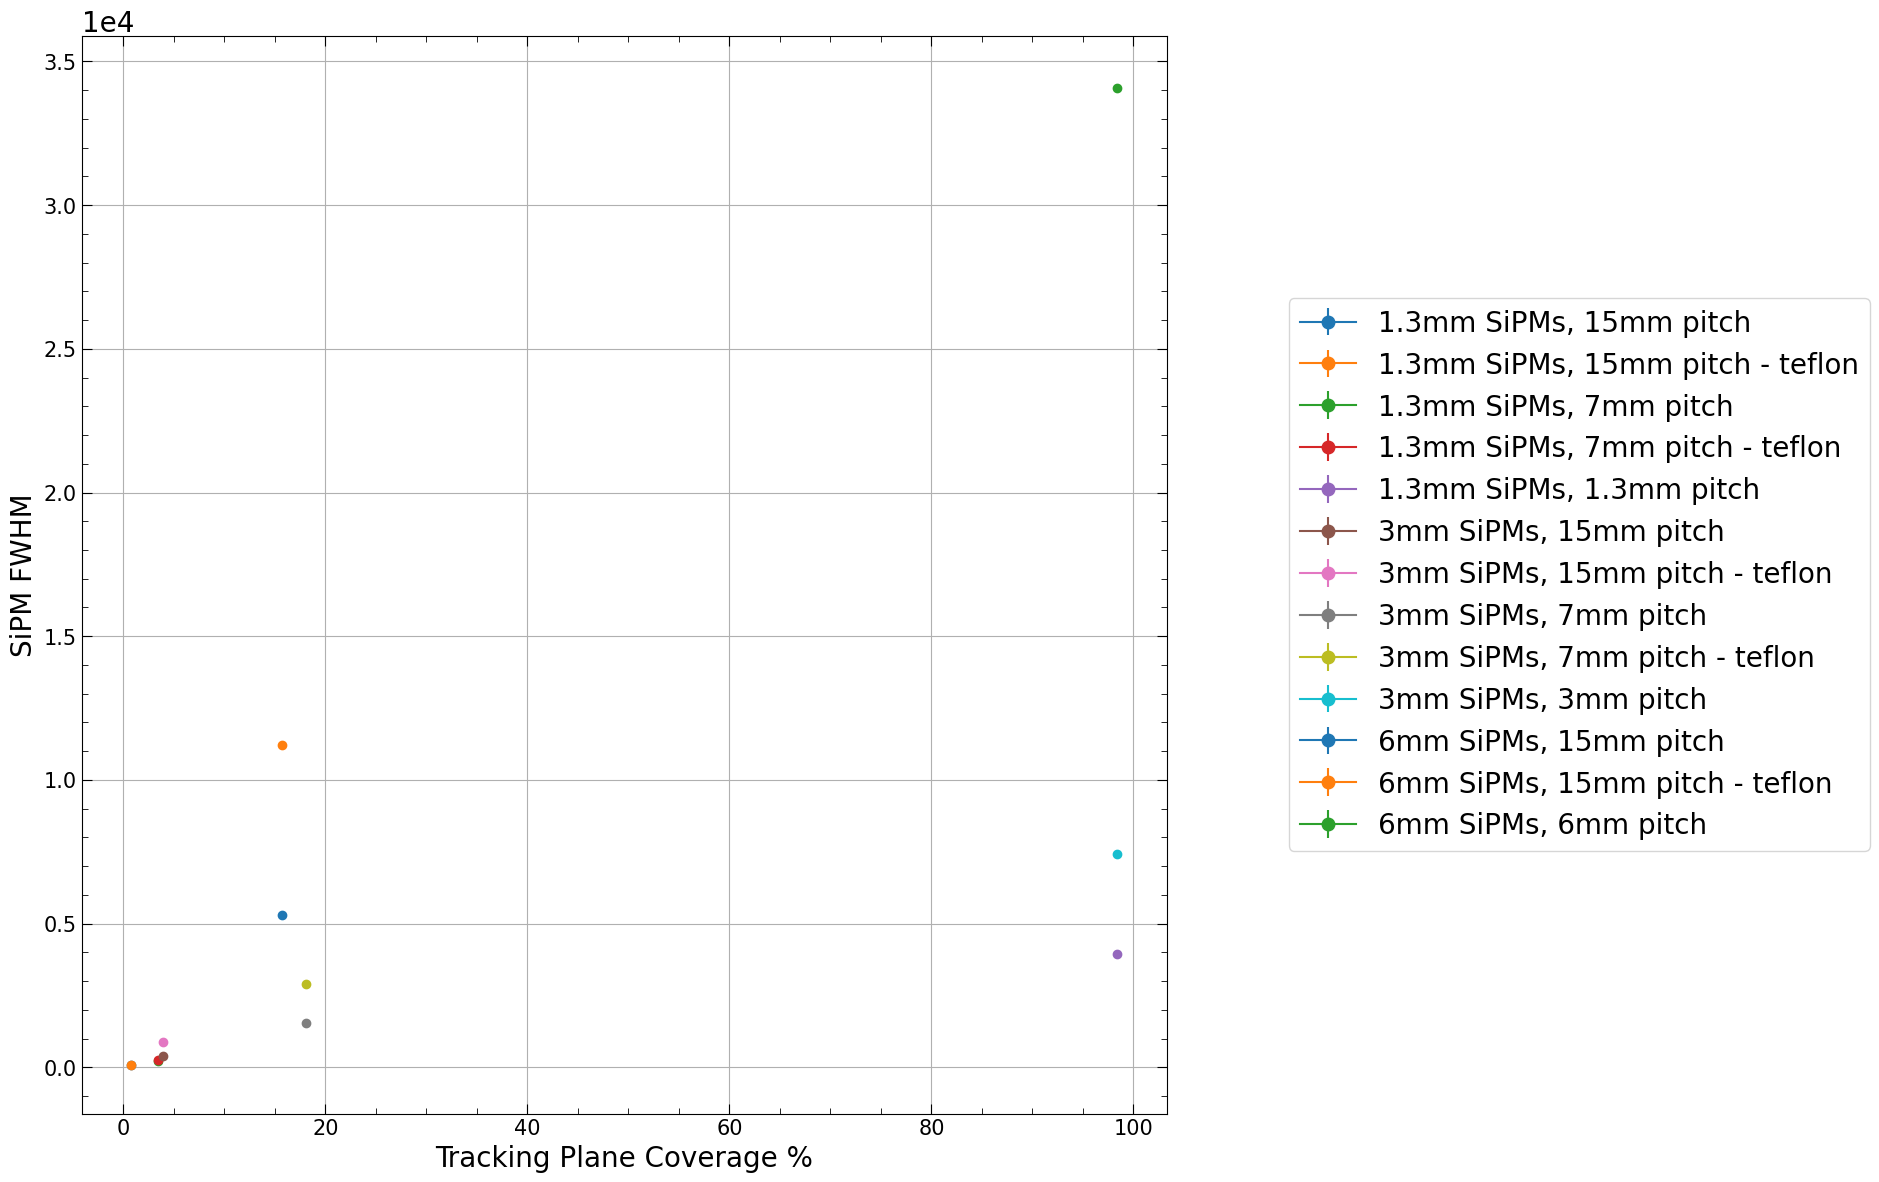 1e4
3.5
3.0
2.5
2.0
1.5
1.0
0.5
0.0
SiPM FWHM
0 20 40 60 80 100
Tracking Plane Coverage %
1.3mm SiPMs, 15mm pitch
1.3mm SiPMs, 15mm pitch - teflon
1.3mm SiPMs, 7mm pitch
1.3mm SiPMs, 7mm pitch - teflon
1.3mm SiPMs, 1.3mm pitch
3mm SiPMs, 15mm pitch
3mm SiPMs, 15mm pitch - teflon
3mm SiPMs, 7mm pitch
3mm SiPMs, 7mm pitch - teflon
3mm SiPMs, 3mm pitch
6mm SiPMs, 15mm pitch
6mm SiPMs, 15mm pitch - teflon
6mm SiPMs, 6mm pitch